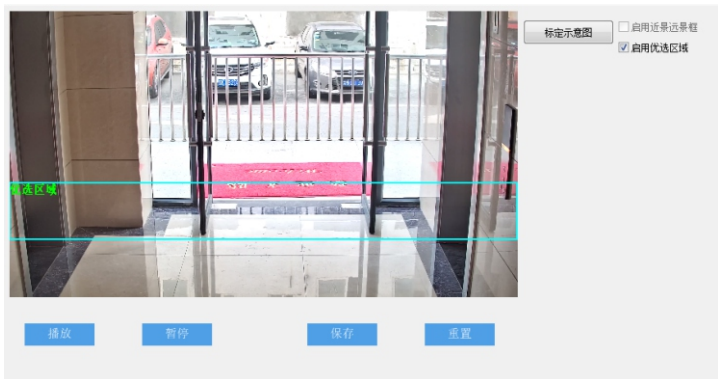 标定示意图
启用近景远景框
启用优选区域
优选区域
播放
暂停
保存
重置